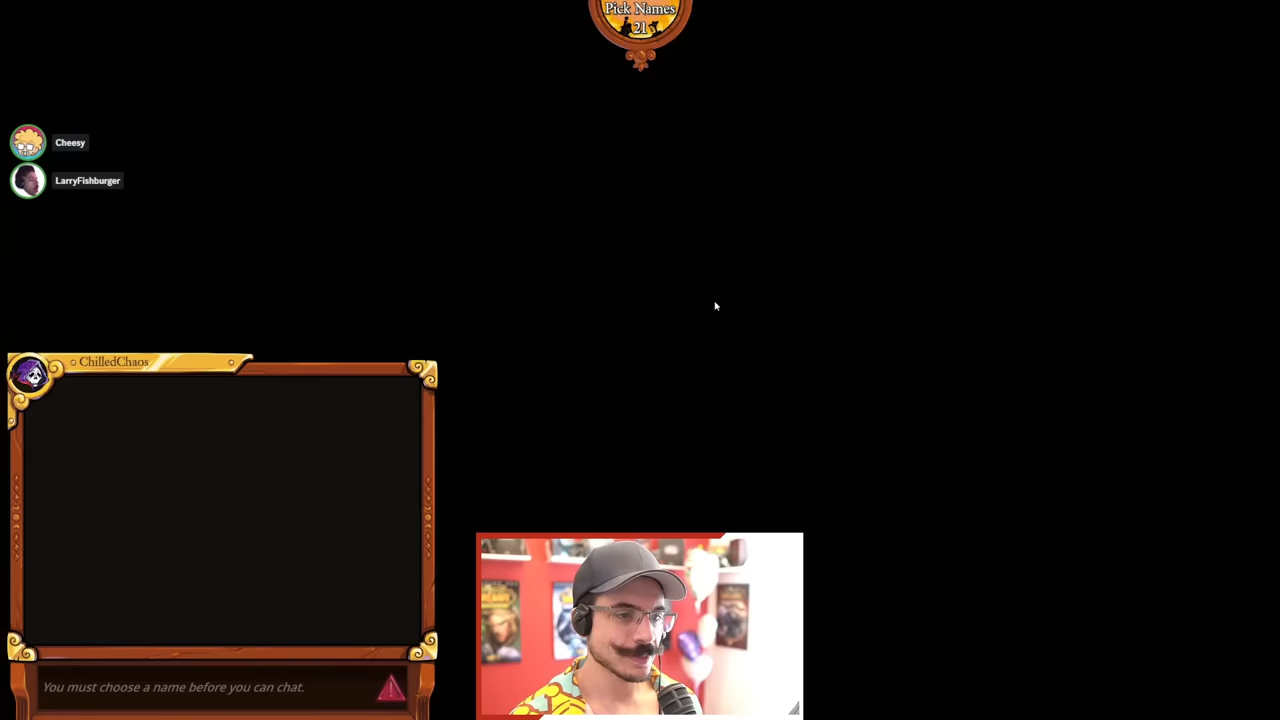 Pick Names
21
Cheesy
LarryFishburger
ChilledChaos
You must choose a name before you can chat.